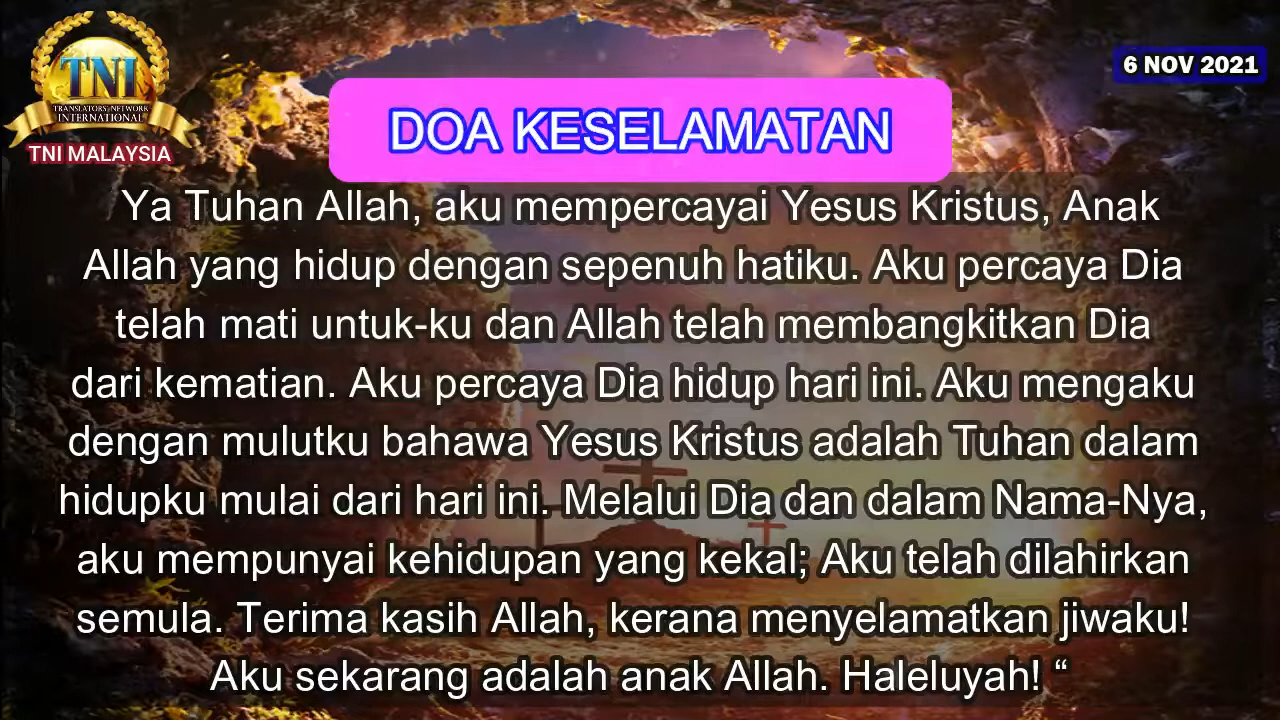 TNI
TRANSLATORS NETWORK
INTERNATIONAL
TNI MALAYSIA
6 NOV 2021
DOA KESELAMATAN
Ya Tuhan Allah, aku mempercayai Yesus Kristus, Anak
Allah yang hidup dengan sepenuh hatiku. Aku percaya Dia
telah mati untuk-ku dan Allah telah membangkitkan Dia
dari kematian. Aku percaya Dia hidup hari ini. Aku mengaku
dengan mulutku bahawa Yesus Kristus adalah Tuhan dalam
hidupku mulai dari hari ini. Melalui Dia dan dalam Nama-Nya,
aku mempunyai kehidupan yang kekal; Aku telah dilahirkan
semula. Terima kasih Allah, kerana menyelamatkan jiwaku!
Aku sekarang adalah anak Allah. Haleluyah! “